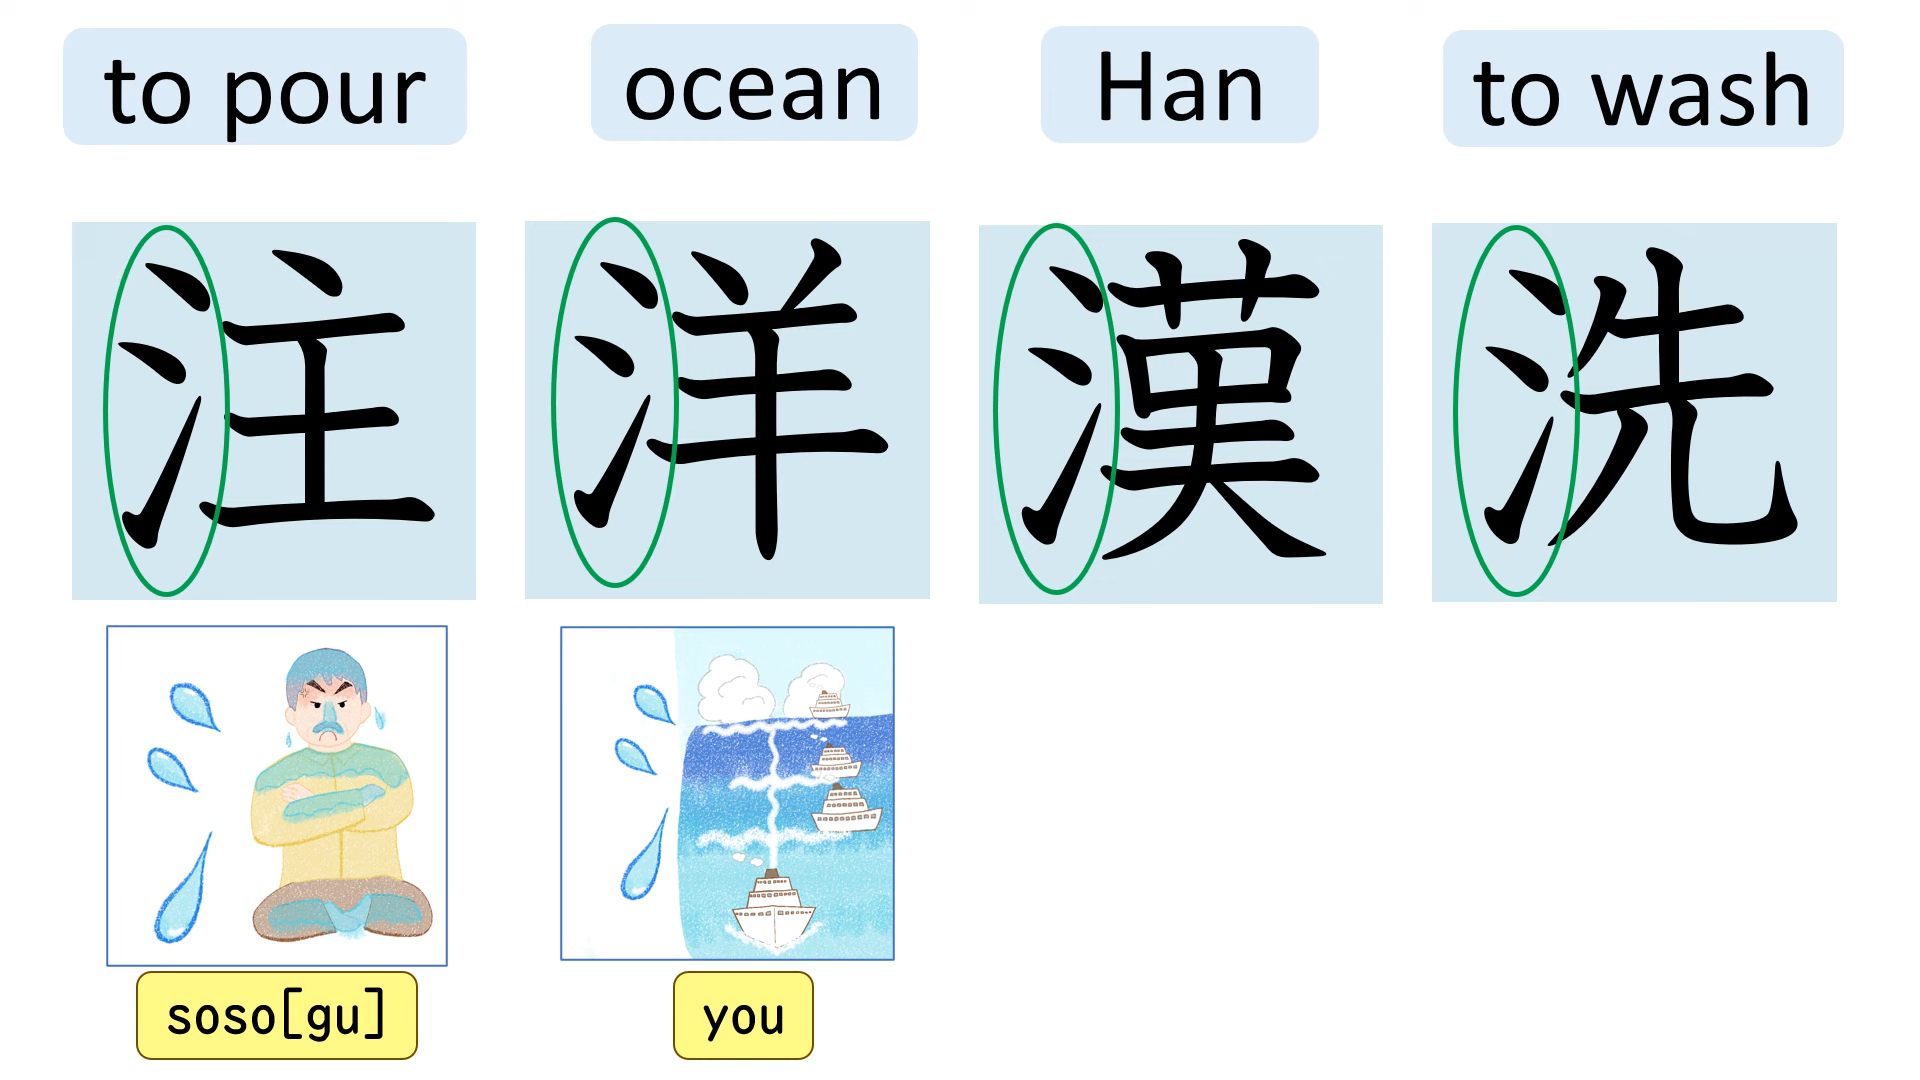 to pour
ocean
Han
to wash
注
洋
漢
洗
soso[gu]
you